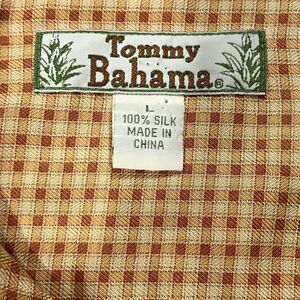 Tommy
Bahama®
L
100% SILK
MADE IN
CHINA